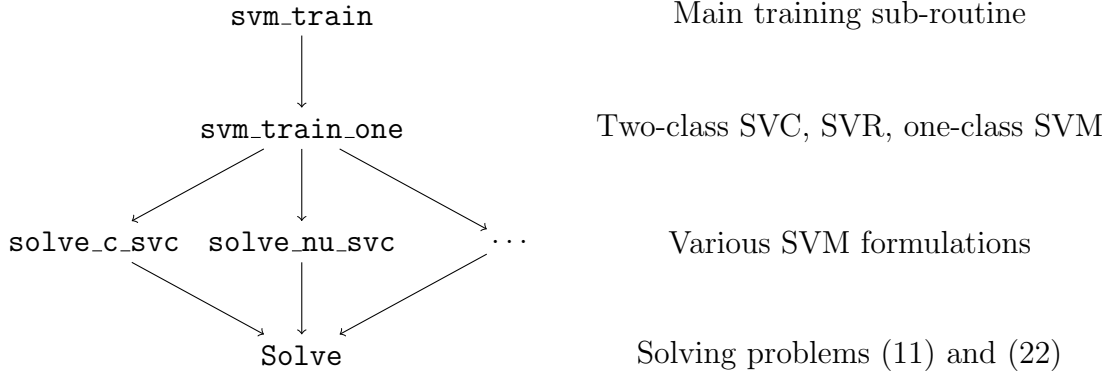 svm_train Main training sub-routine
svm_train_one Two-class SVC, SVR, one-class SVM
solve_c_svc solve_nu_svc ... Various SVM formulations
Solve Solving problems (11) and (22)